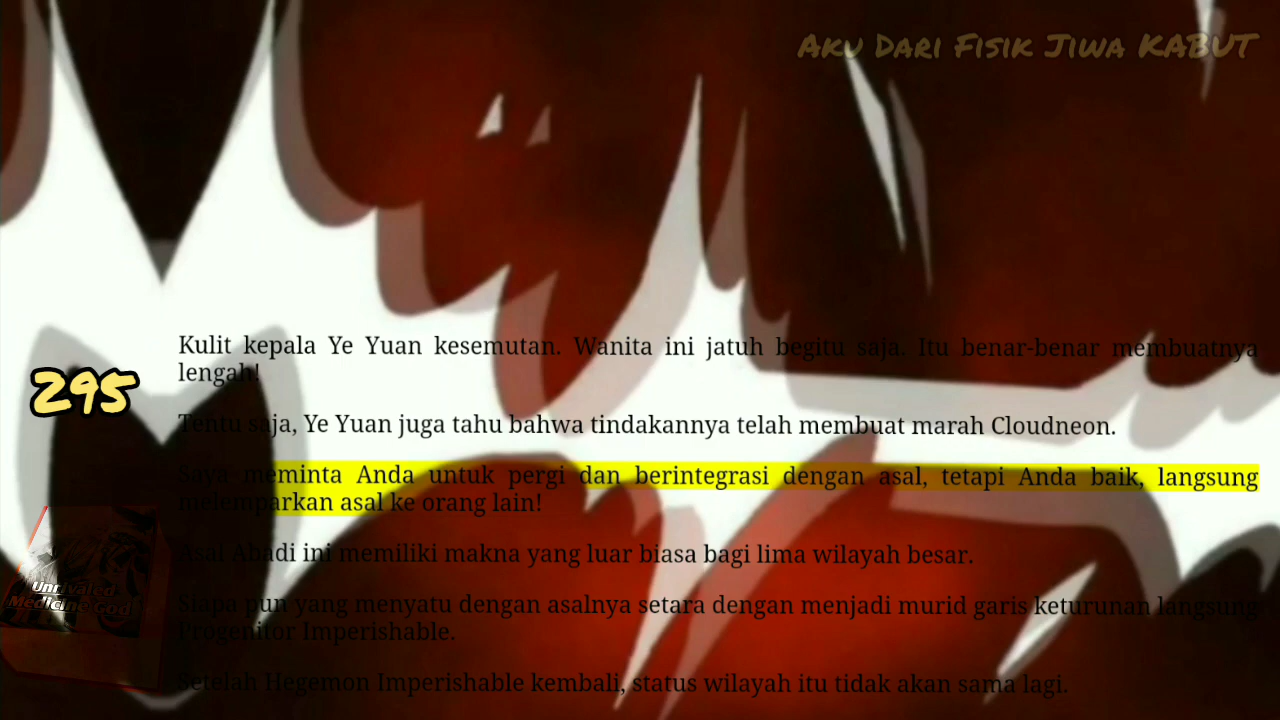 Aku Dari Fisik Jiwa KABUT
Kulit kepala Ye Yuan kesemutan. Wanita ini jatuh begitu saja. Itu benar-benar membuatnya
lengah!
295
Tentu saja, Ye Yuan juga tahu bahwa tindakannya telah membuat marah Cloudneon.
Saya meminta Anda untuk pergi dan berintegrasi dengan asal, tetapi Anda baik, langsung
melemparkan asal ke orang lain!
Asal Abadi ini memiliki makna yang luar biasa bagi lima wilayah besar.
Unrivaled
Medicine God
Siapa pun yang menyatu dengan asalnya setara dengan menjadi murid garis keturunan langsung
Progenitor Imperishable.
Setelah Hegemon Imperishable kembali, status wilayah itu tidak akan sama lagi.